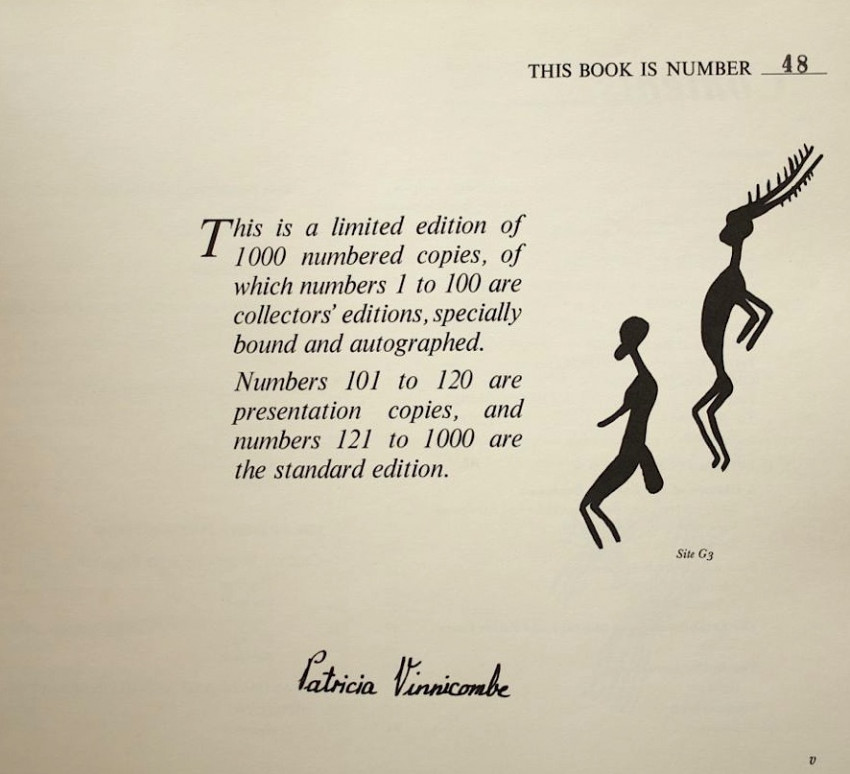 THIS BOOK IS NUMBER 48
This is a limited edition of
1000 numbered copies, of
which numbers 1 to 100 are
collectors' editions, specially
bound and autographed.
Numbers 101 to 120 are
presentation copies, and
numbers 121 to 1000 are
the standard edition.
Site G3
Patricia Vinnicombe
v